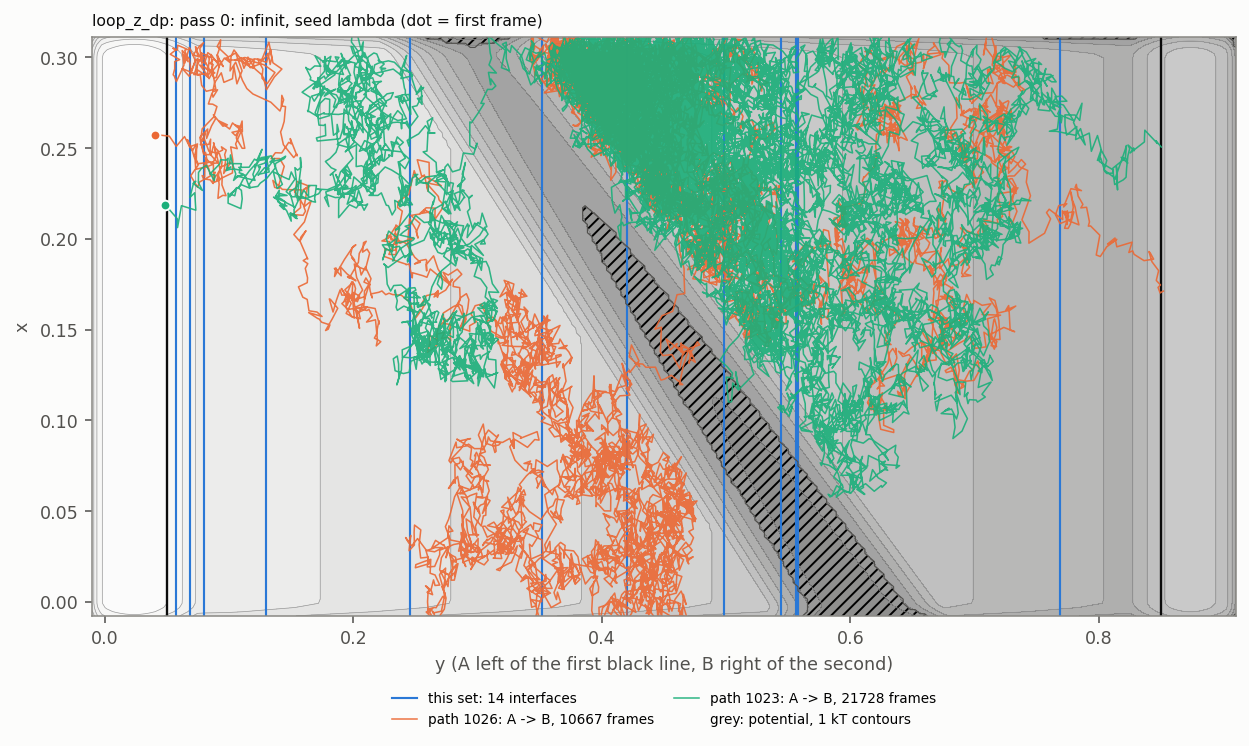 loop_z_dp: pass 0: infinit, seed lambda (dot = first frame)
0.30
0.25
0.20
0.15
0.10
0.05
0.00
x
0.0 0.2 0.4 0.6 0.8
y (A left of the first black line, B right of the second)
this set: 14 interfaces
path 1026: A -> B, 10667 frames
path 1023: A -> B, 21728 frames
grey: potential, 1 kT contours